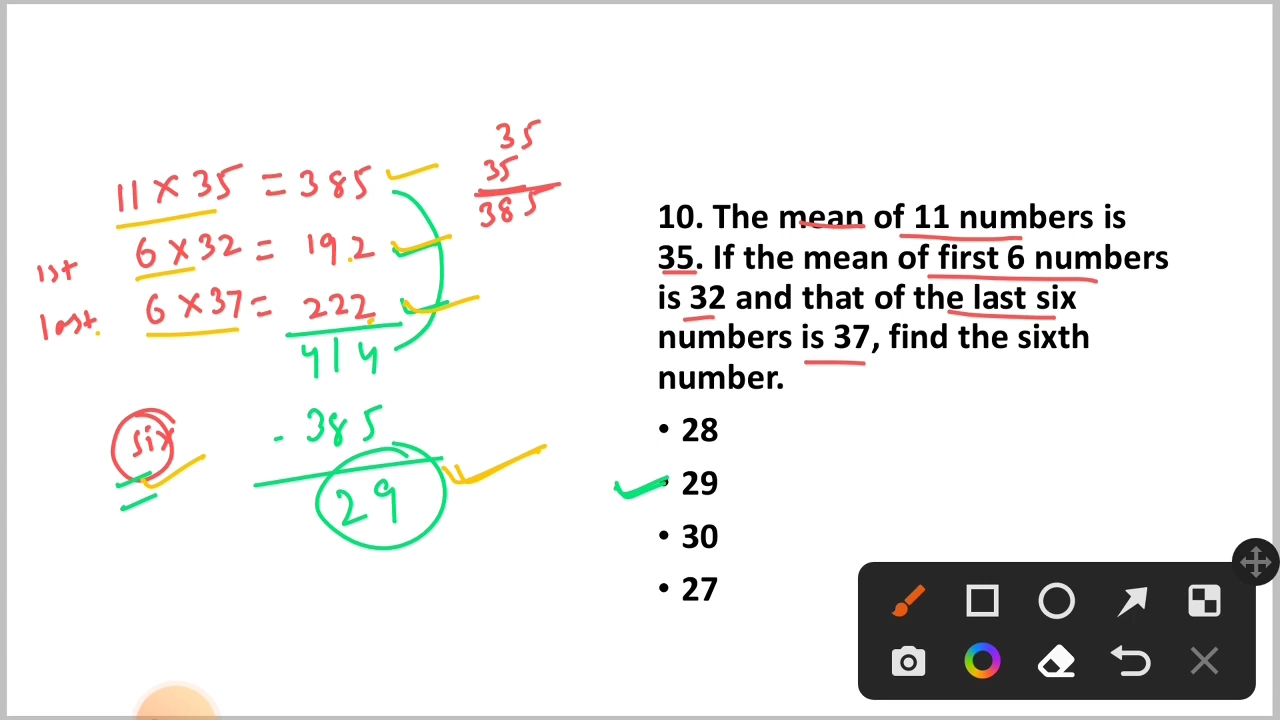 11 × 35 = 385
1st 6 × 32 = 192
last. 6 × 37 = 222
414
six - 385
29
35
35
385
10. The mean of 11 numbers is
35. If the mean of first 6 numbers
is 32 and that of the last six
numbers is 37, find the sixth
number.
• 28
• 29
• 30
• 27